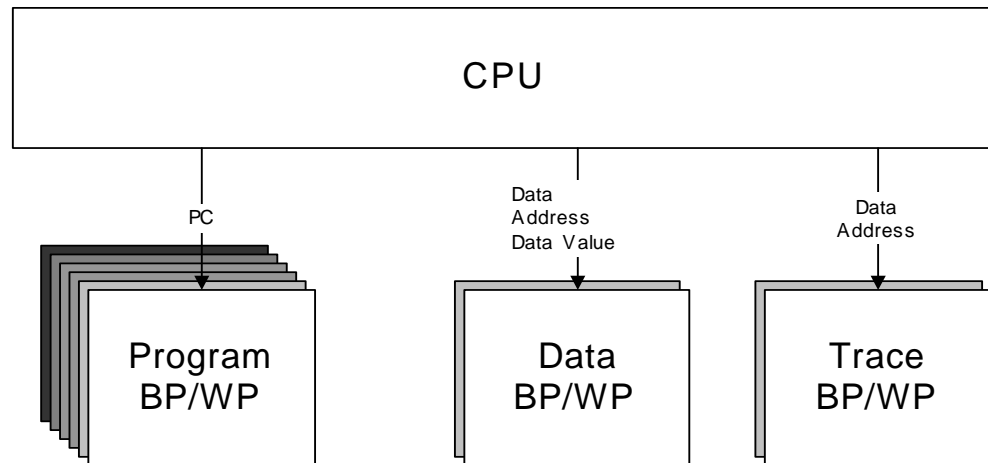 CPU
PC
Data
Address
Data Value
Data
Address
Program
BP/WP
Data
BP/WP
Trace
BP/WP